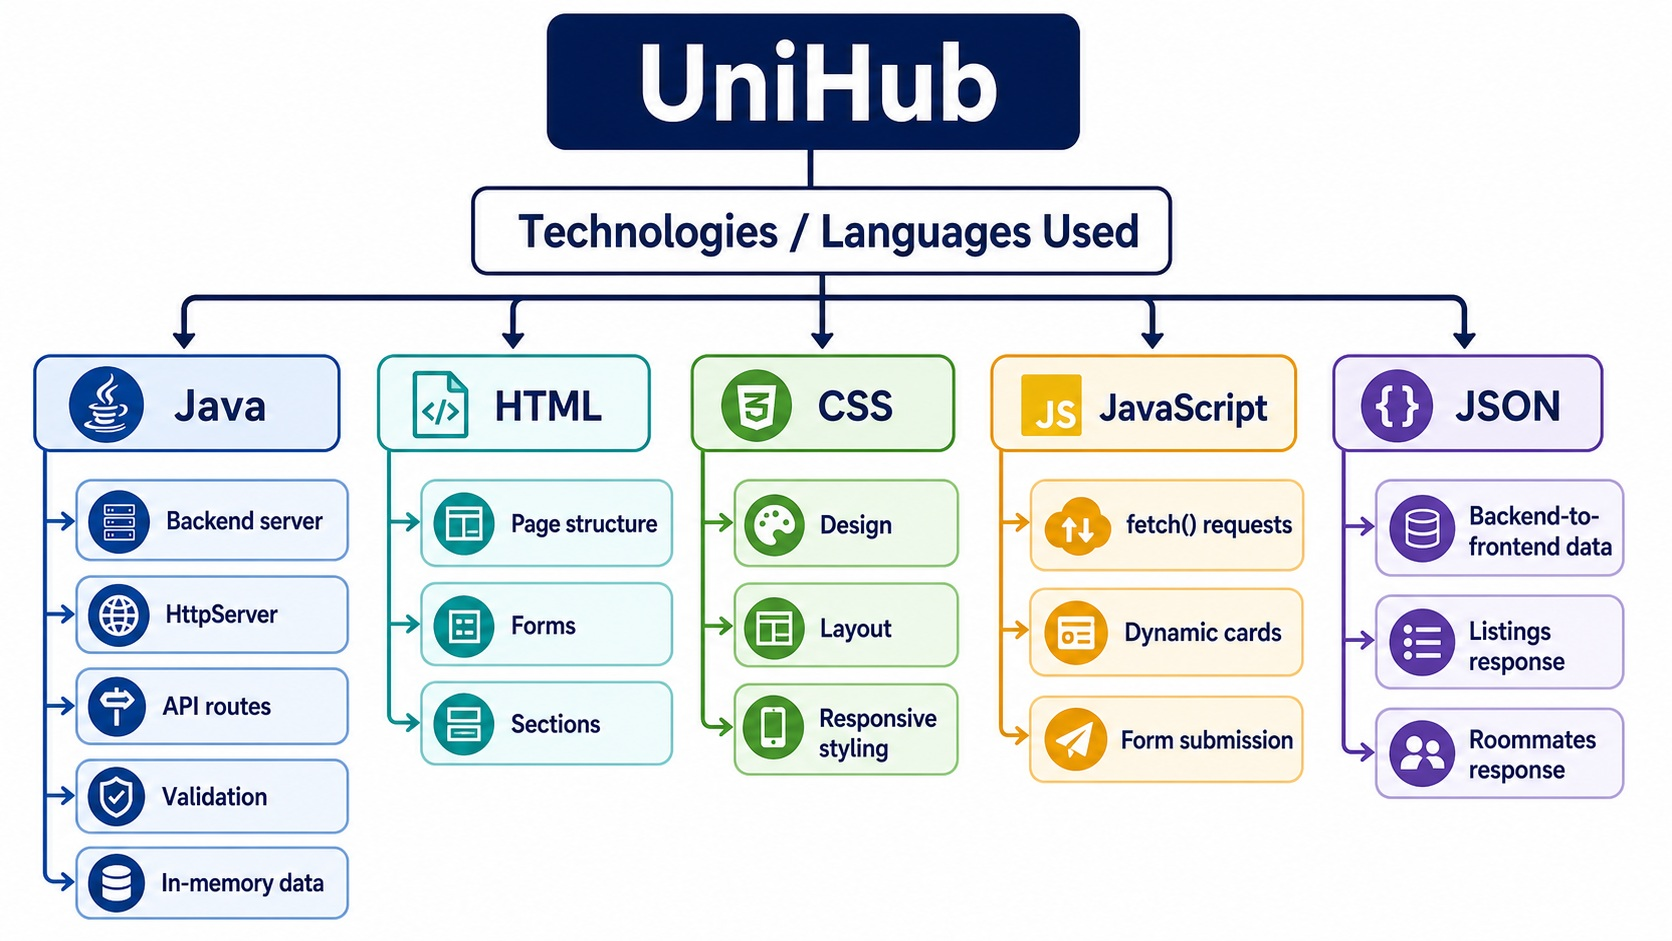 UniHub
Technologies / Languages Used
Java
Backend server
HttpServer
API routes
Validation
In-memory data
</> HTML
Page structure
Forms
Sections
3 CSS
Design
Layout
Responsive
styling
JS JavaScript
fetch() requests
Dynamic cards
Form submission
{} JSON
Backend-to-
frontend data
Listings
response
Roommates
response